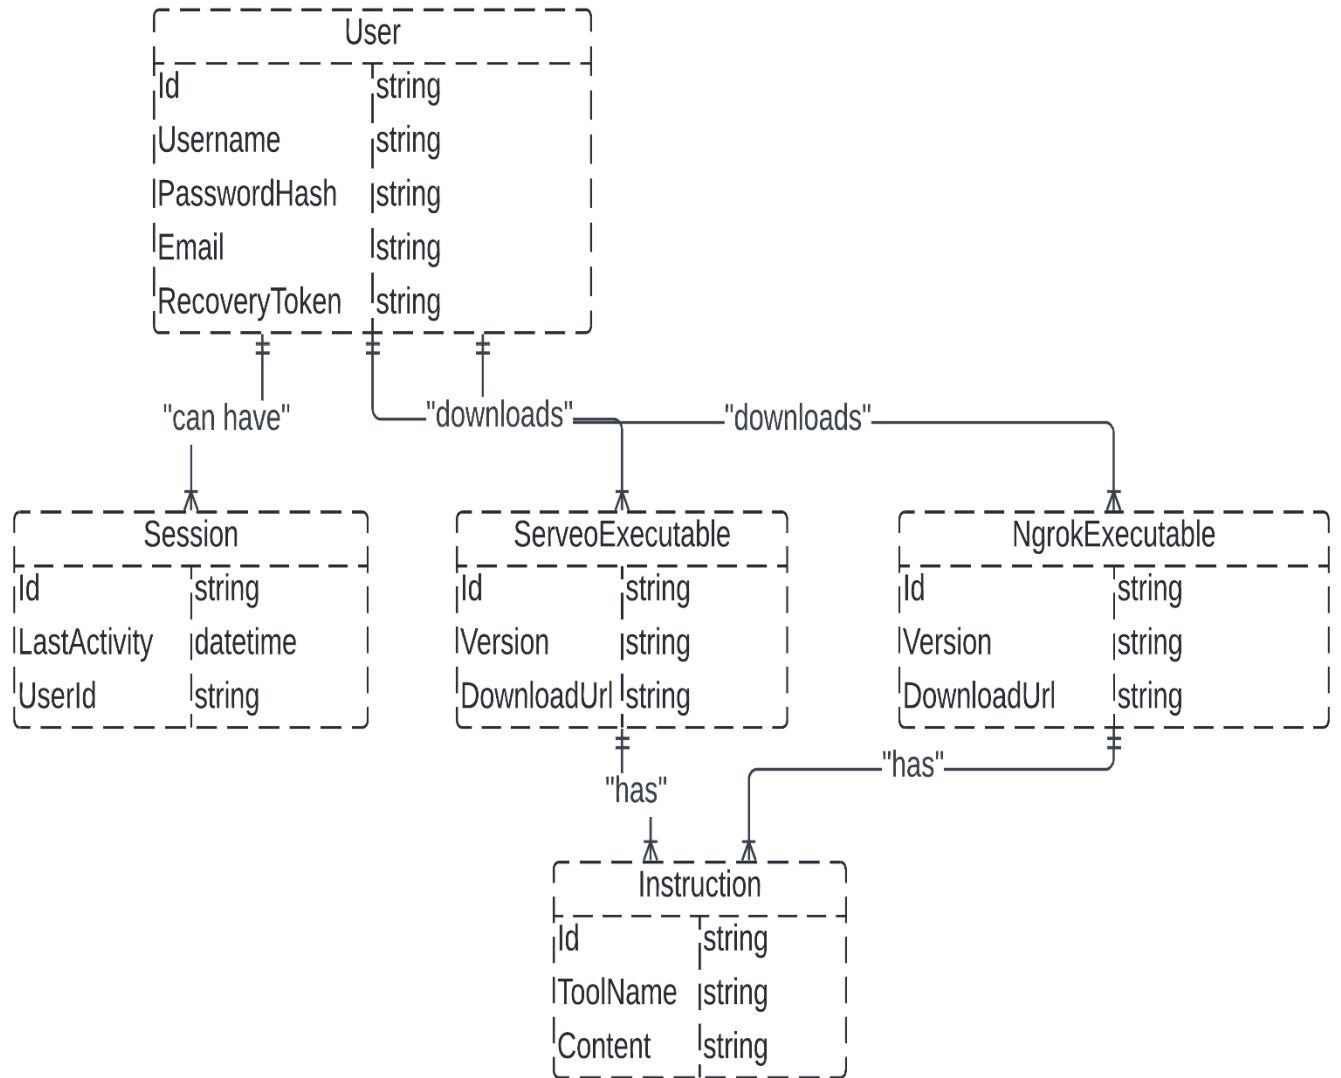 User
Id string
Username string
PasswordHash string
Email string
RecoveryToken string
"can have" "downloads" "downloads"
Session ServeoExecutable NgrokExecutable
Id string Id string Id string
LastActivity datetime Version string Version string
UserId string DownloadUrl string DownloadUrl string
"has" "has"
Instruction
Id string
ToolName string
Content string